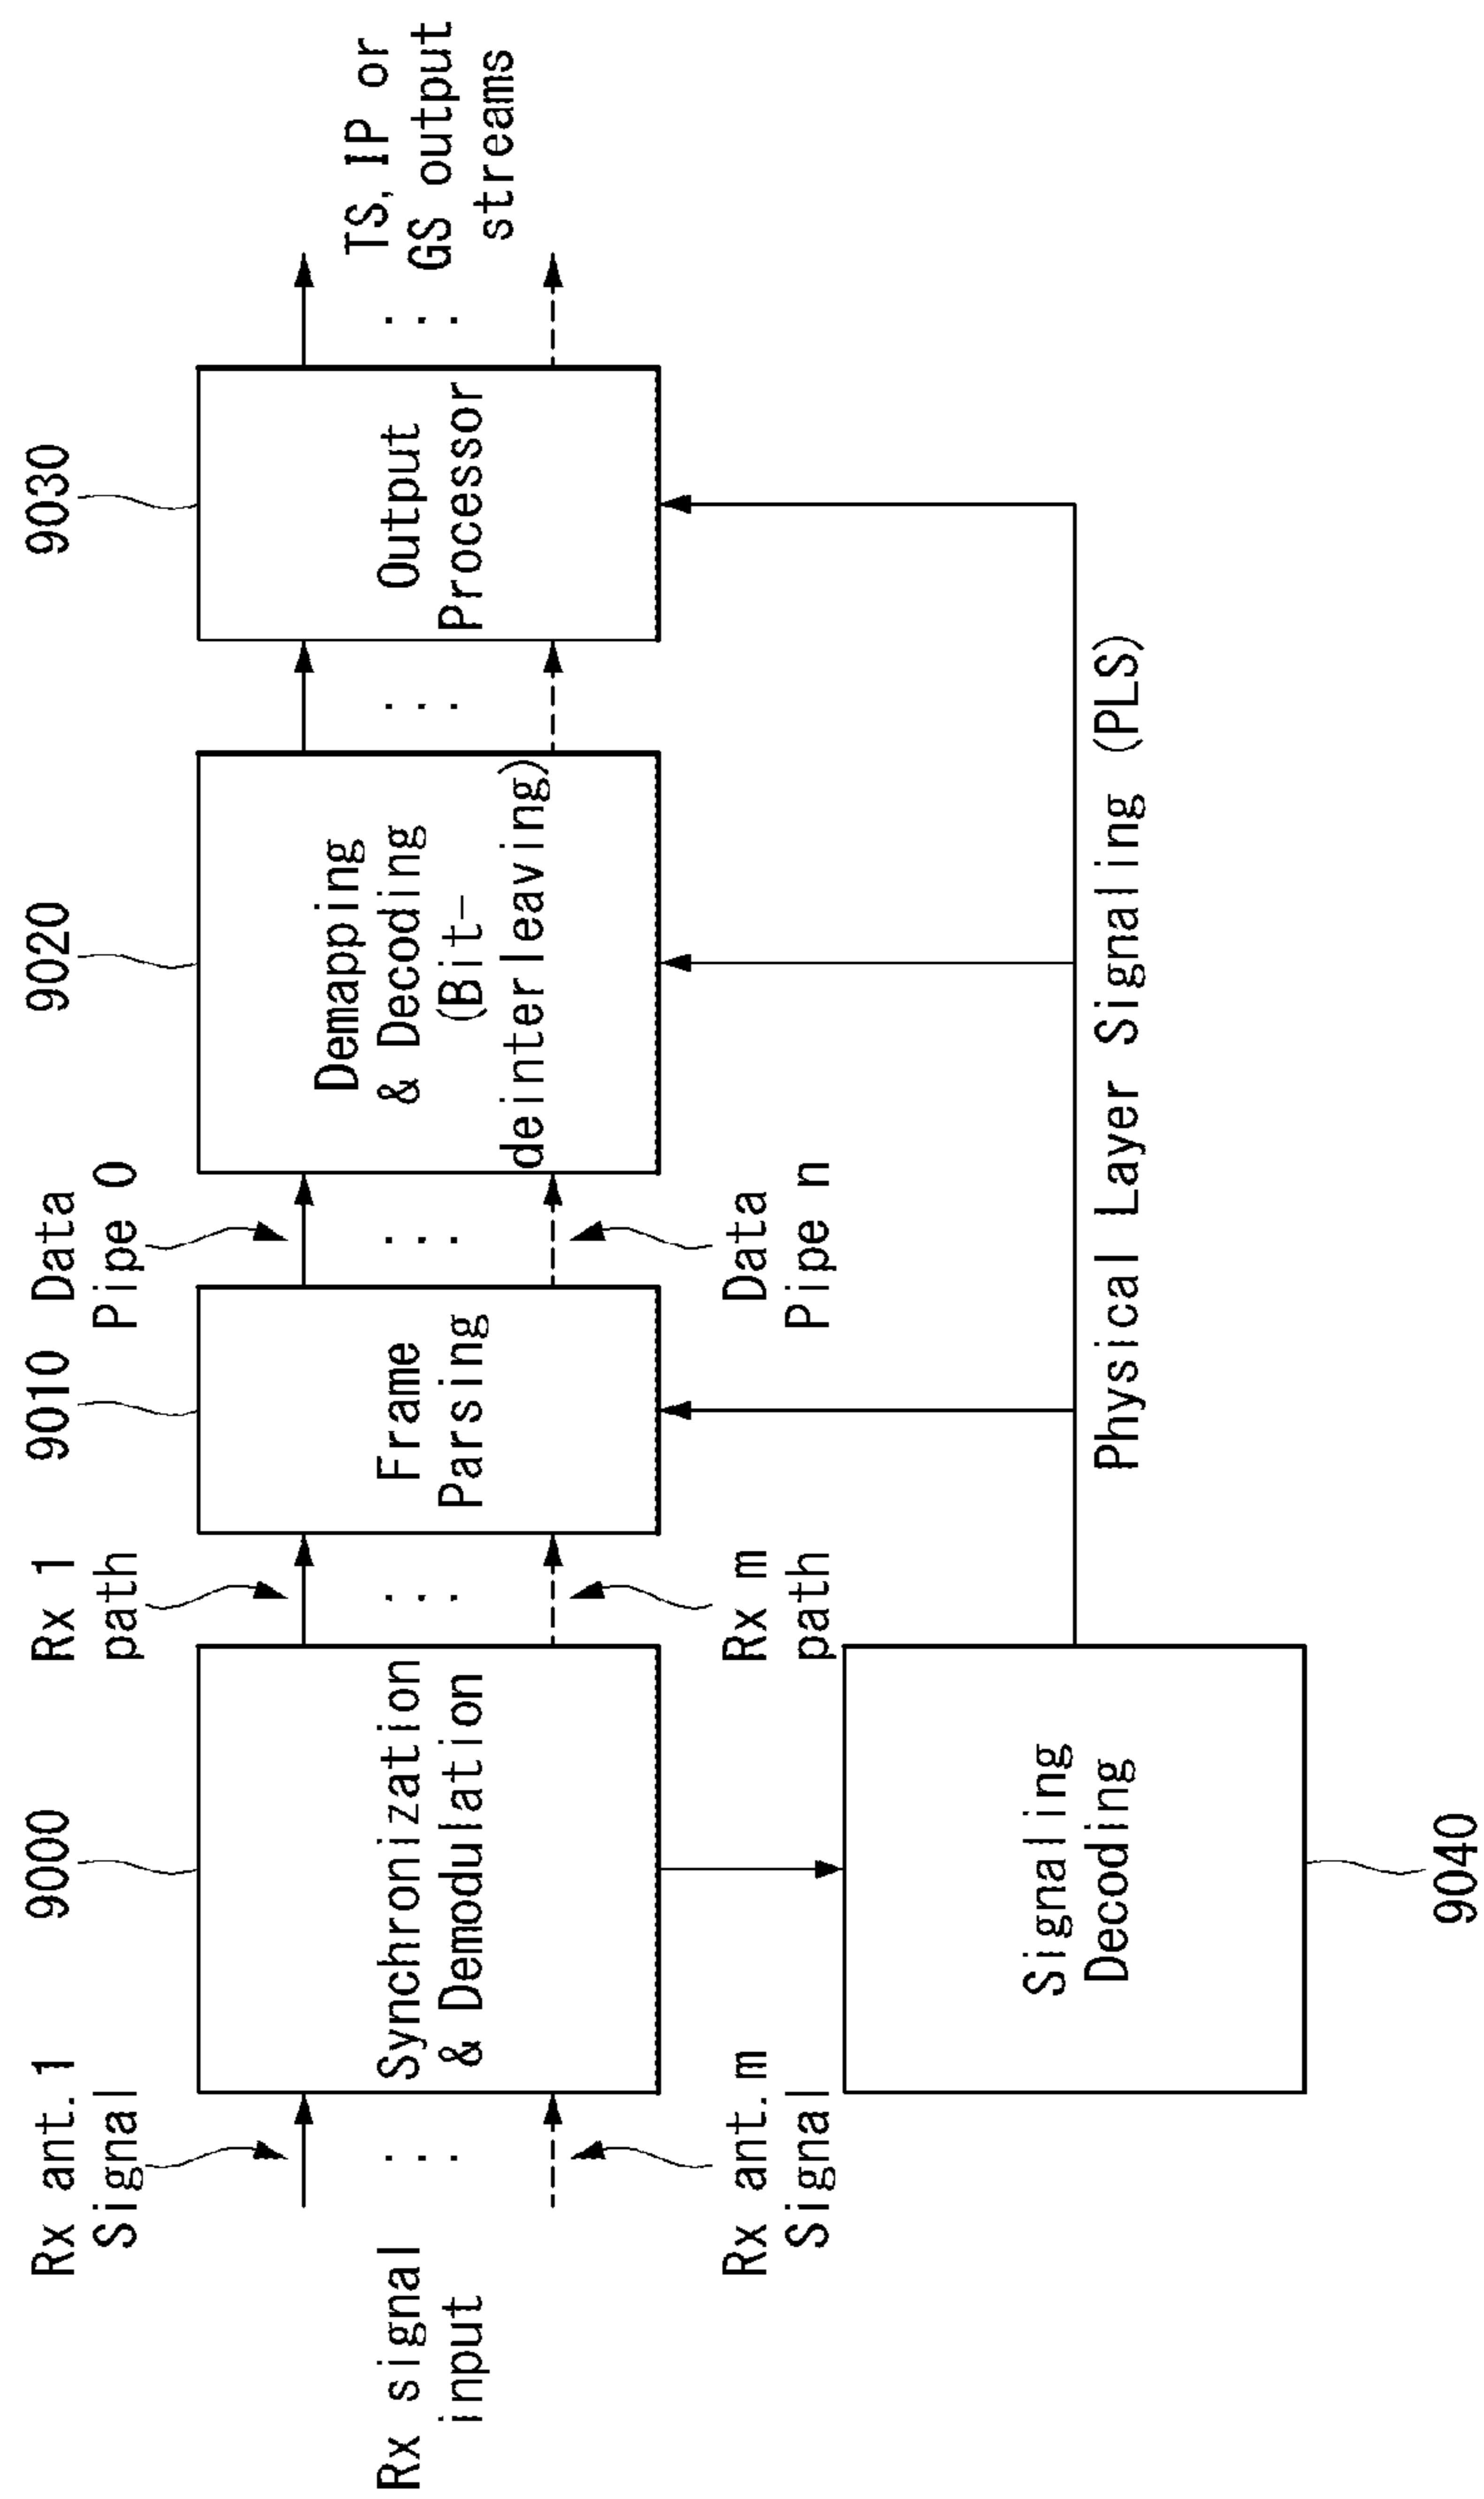 Rx ant.1
Signal
9000
Rx 1
path
9010
Data
Pipe 0
9020
9030
Rx signal
input
Synchronization
& Demodulation
Frame
Parsing
Demapping
& Decoding
(Bit-
deinterleaving)
Output
Processor
TS, IP or
GS output
streams
Rx ant.m
Signal
Rx m
path
Data
Pipe n
Signaling
Decoding
Physical Layer Signaling (PLS)
9040